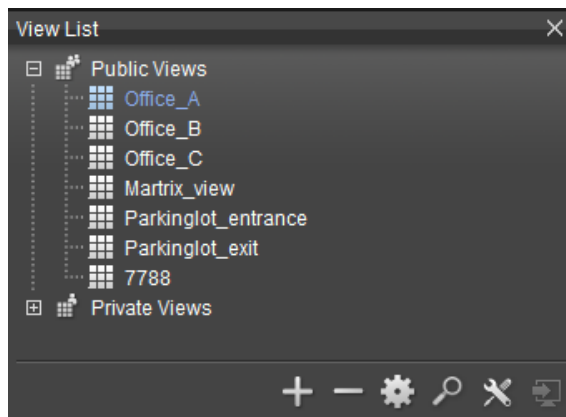 View List
Public Views
Office_A
Office_B
Office_C
Martrix_view
Parkinglot_entrance
Parkinglot_exit
7788
Private Views